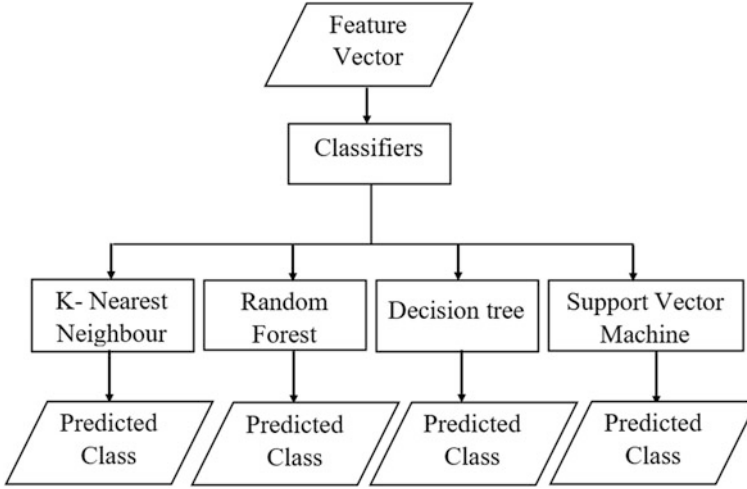 Feature
Vector
Classifiers
K- Nearest
Neighbour
Random
Forest
Decision tree
Support Vector
Machine
Predicted
Class
Predicted
Class
Predicted
Class
Predicted
Class